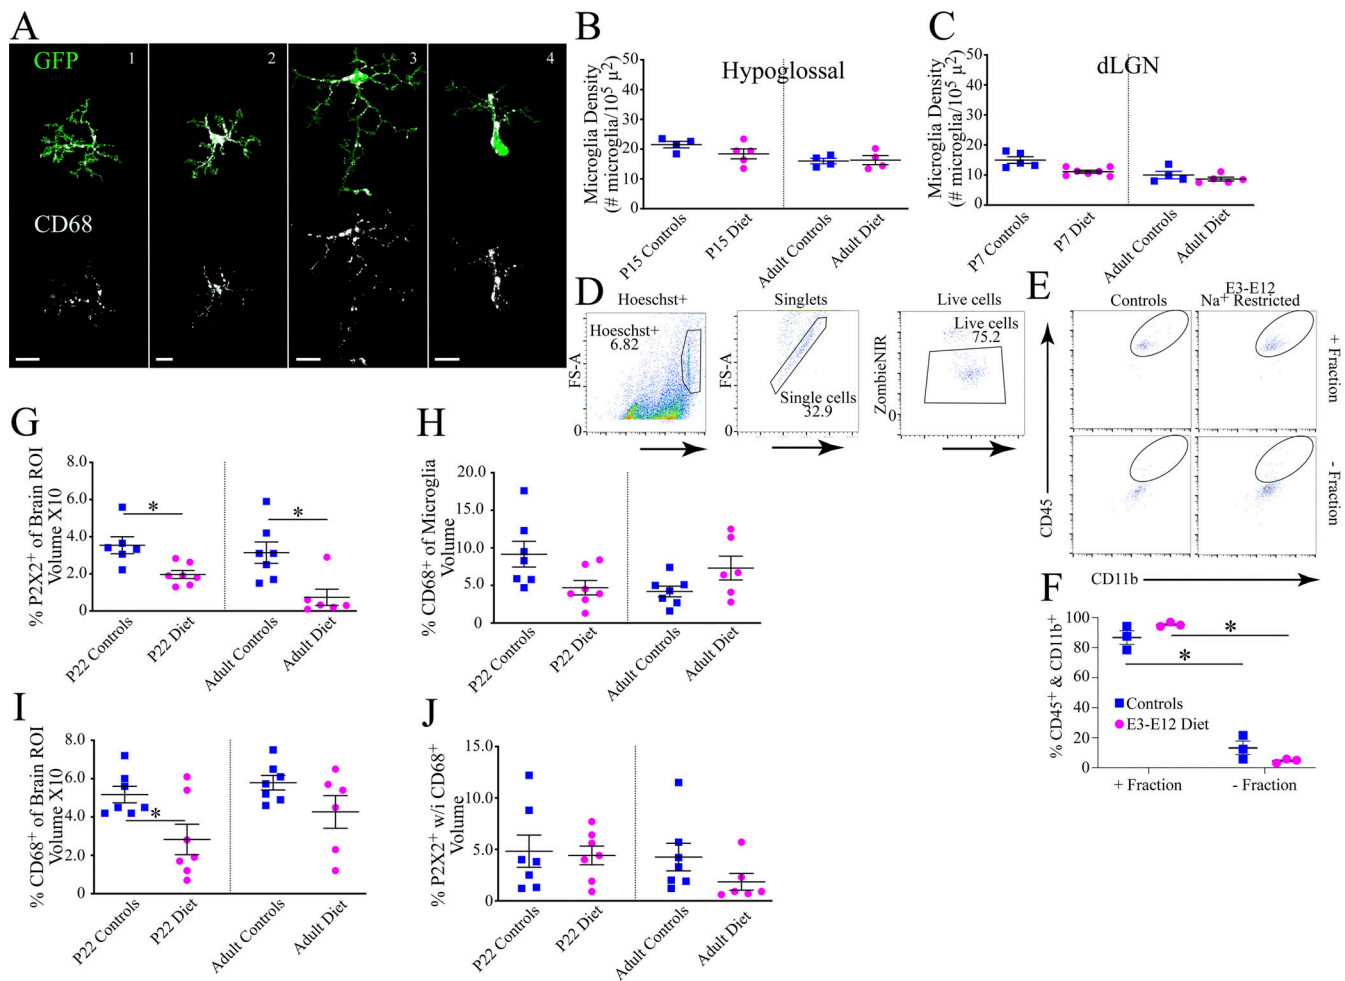 A
GFP
1
2
3
4
CD68
B
Hypoglossal
Microglia Density
(# microglia/10⁵ µ²)
50
40
30
20
10
0
P15 Controls
P15 Diet
Adult Controls
Adult Diet
C
dLGN
Microglia Density
(# microglia/10⁵ µ²)
50
40
30
20
10
0
P7 Controls
P7 Diet
Adult Controls
Adult Diet
D
Hoeschst+
Hoeschst+
6.82
FS-A
0
Singlets
FS-A
Single cells
32.9
0
Live cells
Live cells
75.2
ZombieNIR
0
E
Controls
E3-E12
Na⁺ Restricted
+ Fraction
- Fraction
CD45
CD11b
F
% CD45⁺ & CD11b⁺
100
80
60
40
20
0
*
*
Controls
E3-E12 Diet
+ Fraction
- Fraction
G
% P2X2⁺ of Brain ROI
Volume X10
8.0
6.0
4.0
2.0
0
*
*
P22 Controls
P22 Diet
Adult Controls
Adult Diet
H
% CD68⁺ of Microglia
Volume
20.0
15.0
10.0
5.0
0
P22 Controls
P22 Diet
Adult Controls
Adult Diet
I
% CD68⁺ of Brain ROI
Volume X10
8.0
6.0
4.0
2.0
0
*
P22 Controls
P22 Diet
Adult Controls
Adult Diet
J
% P2X2⁺ w/i CD68⁺
Volume
15.0
10.0
5.0
0
P22 Controls
P22 Diet
Adult Controls
Adult Diet